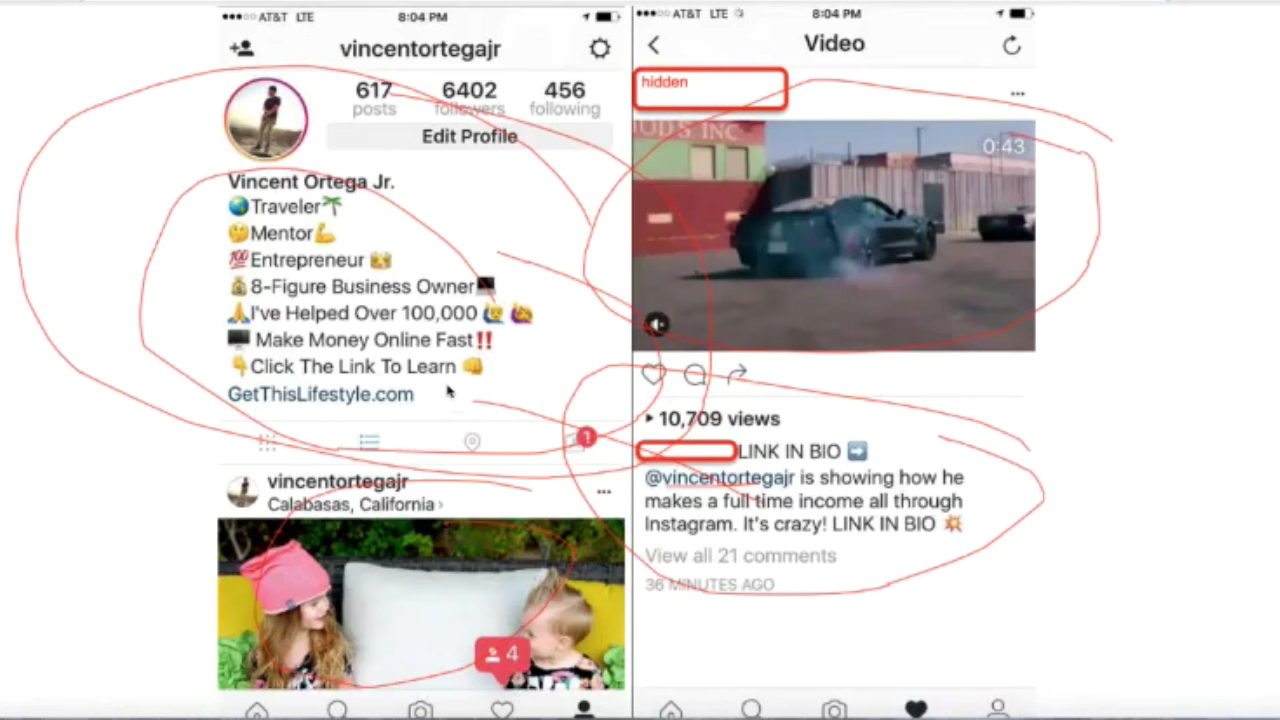 AT&T LTE 8:04 PM
vincentortegajr
617 6402 456
posts followers following
Edit Profile
Vincent Ortega Jr.
🌎Traveler🌴
🤔Mentor💪
💯Entrepreneur 👑
💰8-Figure Business Owner💻
🙏I've Helped Over 100,000 🙋‍♂️ 🙋‍♀️
🖥 Make Money Online Fast‼️
👇Click The Link To Learn 👊
GetThisLifestyle.com
1
vincentortegajr
Calabasas, California ›
4
AT&T LTE 8:04 PM
Video
hidden
OD'S, INC
0:43
10,709 views
LINK IN BIO ➡️
@vincentortegajr is showing how he
makes a full time income all through
Instagram. It's crazy! LINK IN BIO 💥
View all 21 comments
36 MINUTES AGO